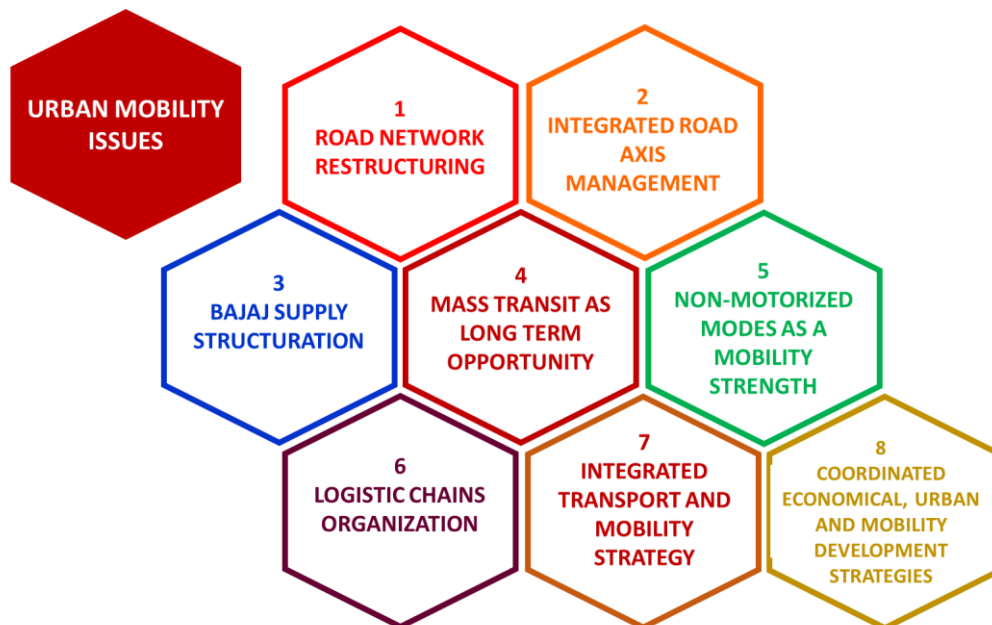 URBAN MOBILITY
ISSUES
1
ROAD NETWORK
RESTRUCTURING
2
INTEGRATED ROAD
AXIS
MANAGEMENT
3
BAJAJ SUPPLY
STRUCTURATION
4
MASS TRANSIT AS
LONG TERM
OPPORTUNITY
5
NON-MOTORIZED
MODES AS A
MOBILITY
STRENGTH
6
LOGISTIC CHAINS
ORGANIZATION
7
INTEGRATED
TRANSPORT AND
MOBILITY
STRATEGY
8
COORDINATED
ECONOMICAL, URBAN
AND MOBILITY
DEVELOPMENT
STRATEGIES